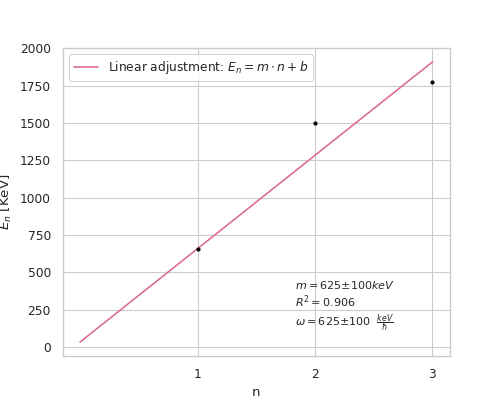 2000
1750
1500
1250
1000
750
500
250
0
E_n [KeV]
Linear adjustment: E_n = m · n + b
m = 625±100keV
R² = 0.906
ω = 625±100 keV/ħ
1 2 3
n